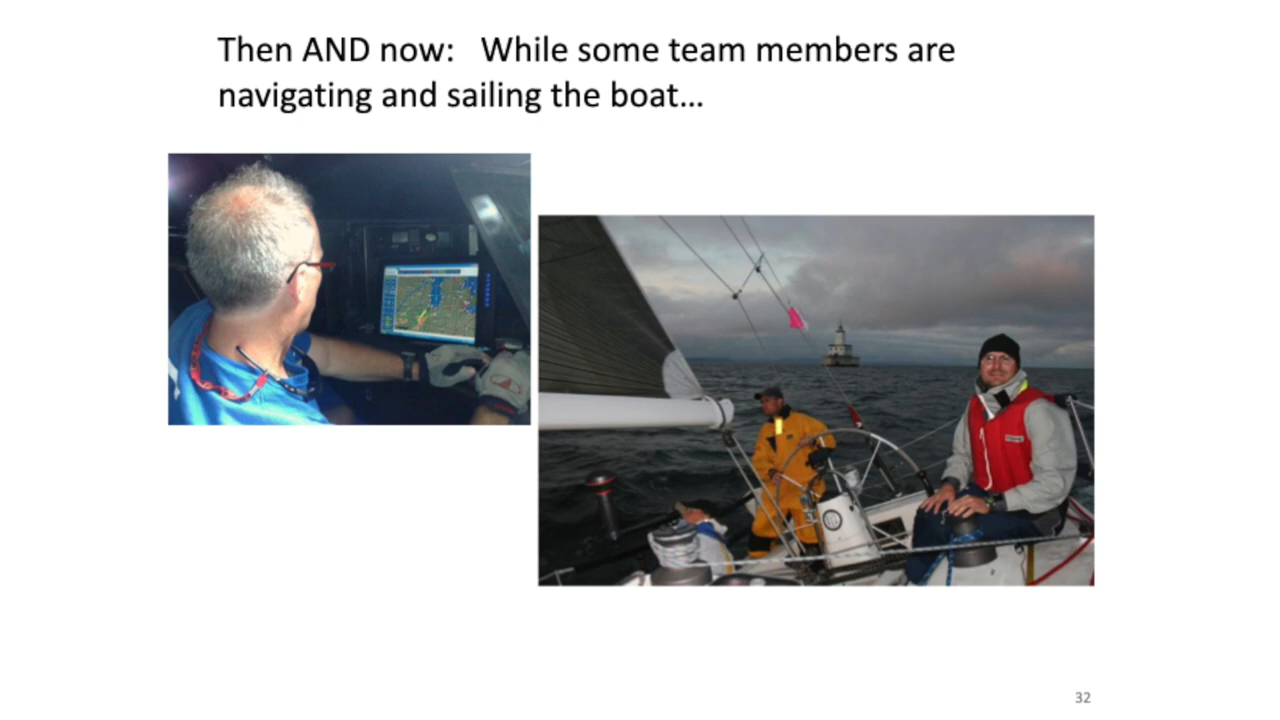 Then AND now:   While some team members are
navigating and sailing the boat…
32